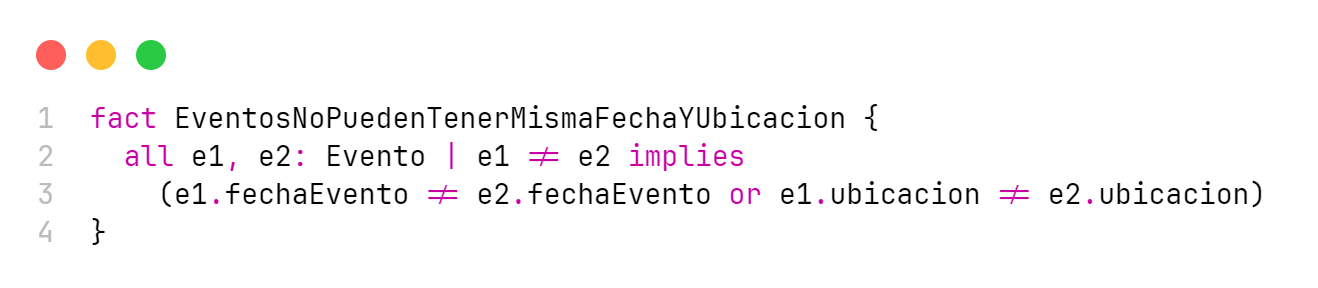 1 fact EventosNoPuedenTenerMismaFechaYUbicacion {
2   all e1, e2: Evento | e1 != e2 implies
3     (e1.fechaEvento != e2.fechaEvento or e1.ubicacion != e2.ubicacion)
4 }